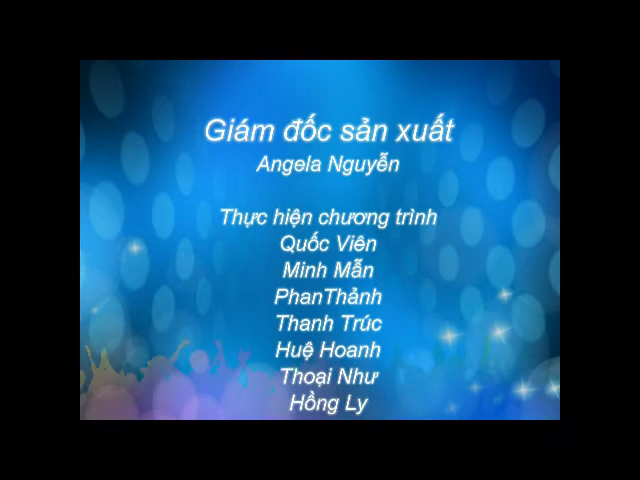 Giám đốc sản xuất
Angela Nguyễn
Thực hiện chương trình
Quốc Viên
Minh Mẫn
PhanThảnh
Thanh Trúc
Huệ Hoanh
Thoại Như
Hồng Ly